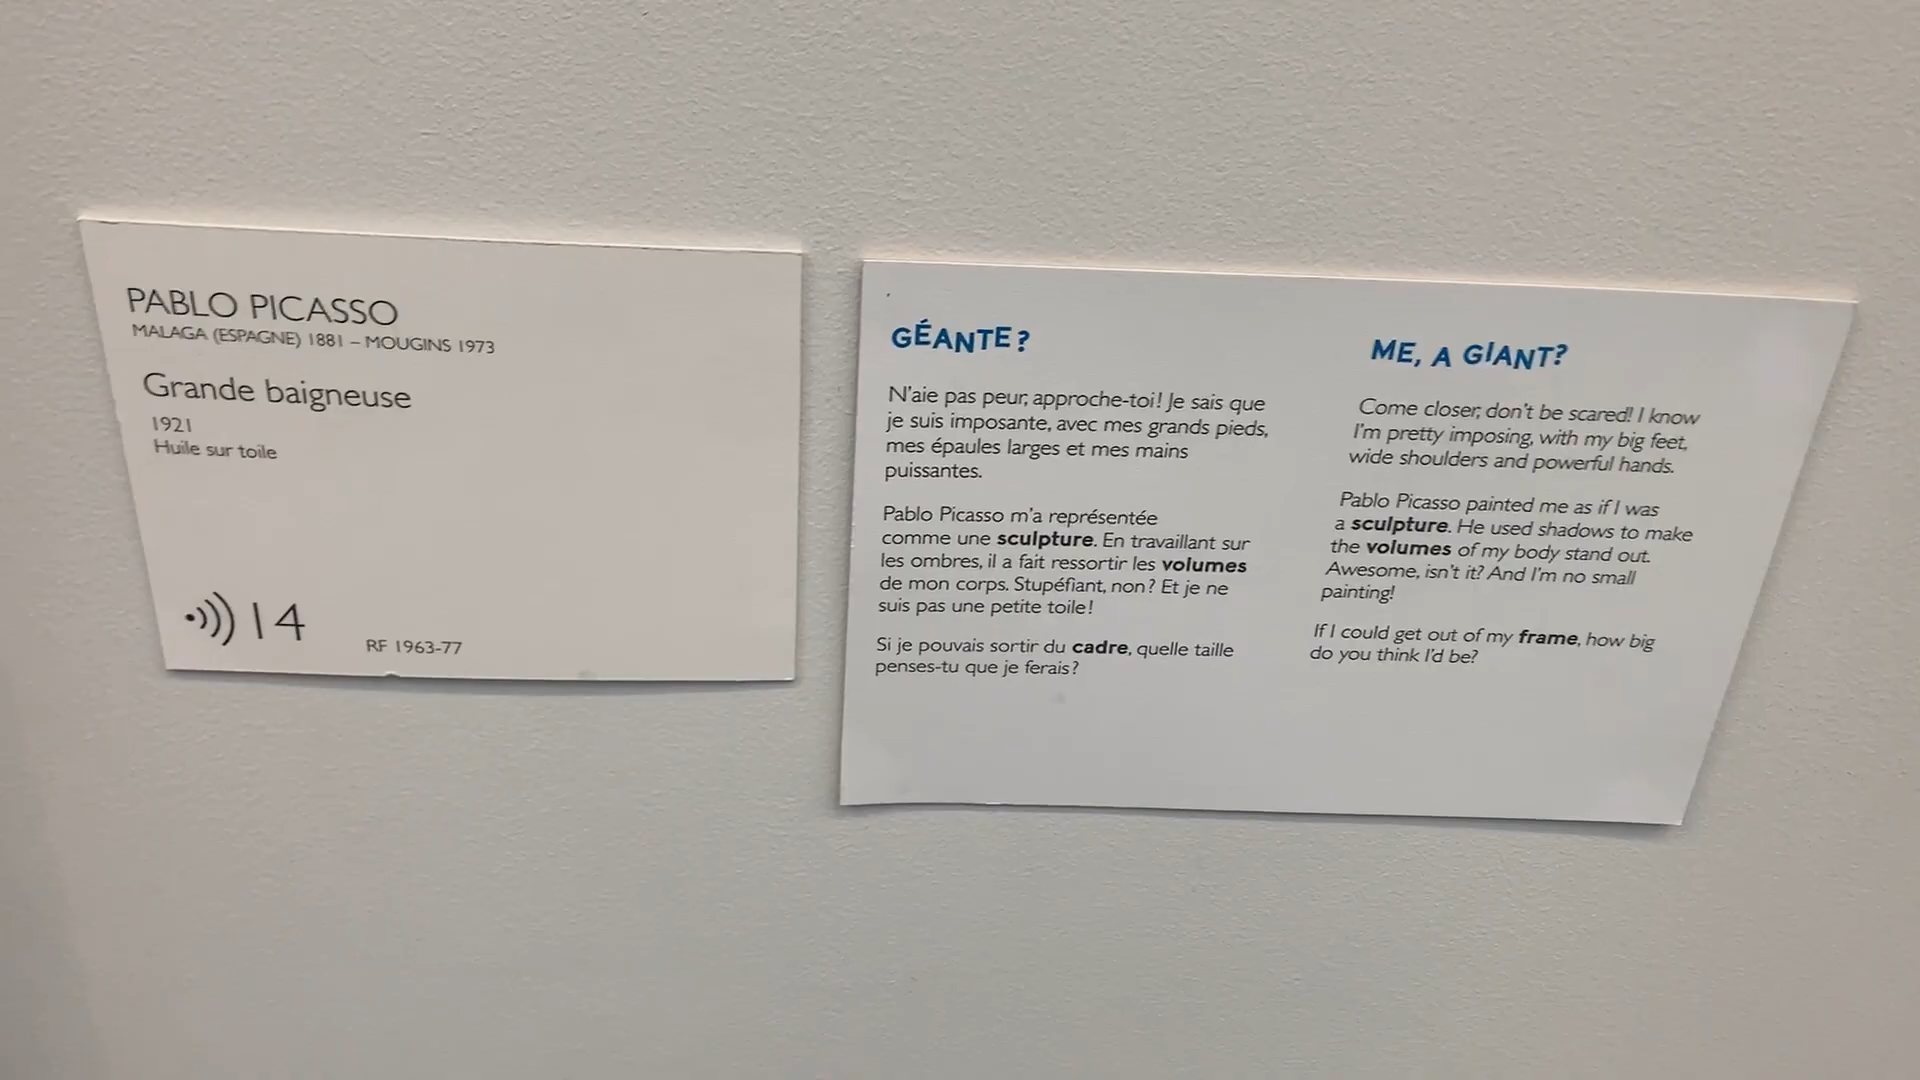 PABLO PICASSO
MALAGA (ESPAGNE) 1881 – MOUGINS 1973
Grande baigneuse
1921
Huile sur toile
14
RF 1963-77
GÉANTE ?
N'aie pas peur, approche-toi ! Je sais que
je suis imposante, avec mes grands pieds,
mes épaules larges et mes mains
puissantes.
Pablo Picasso m'a représentée
comme une sculpture. En travaillant sur
les ombres, il a fait ressortir les volumes
de mon corps. Stupéfiant, non ? Et je ne
suis pas une petite toile !
Si je pouvais sortir du cadre, quelle taille
penses-tu que je ferais ?
ME, A GIANT?
Come closer, don't be scared! I know
I'm pretty imposing, with my big feet,
wide shoulders and powerful hands.
Pablo Picasso painted me as if I was
a sculpture. He used shadows to make
the volumes of my body stand out.
Awesome, isn't it? And I'm no small
painting!
If I could get out of my frame, how big
do you think I'd be?